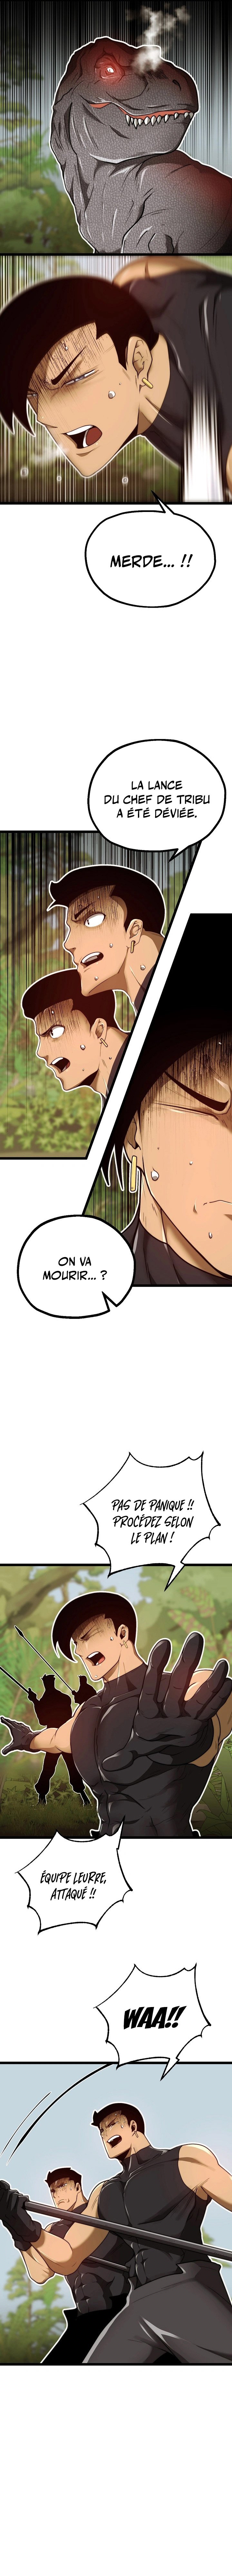 MERDE... !!
LA LANCE
DU CHEF DE TRIBU
A ÉTÉ DÉVIÉE.
ON VA
MOURIR... ?
PAS DE PANIQUE !!
PROCÉDEZ SELON
LE PLAN !
ÉQUIPE LEURRE,
ATTAQUÉ !!
WAA!!